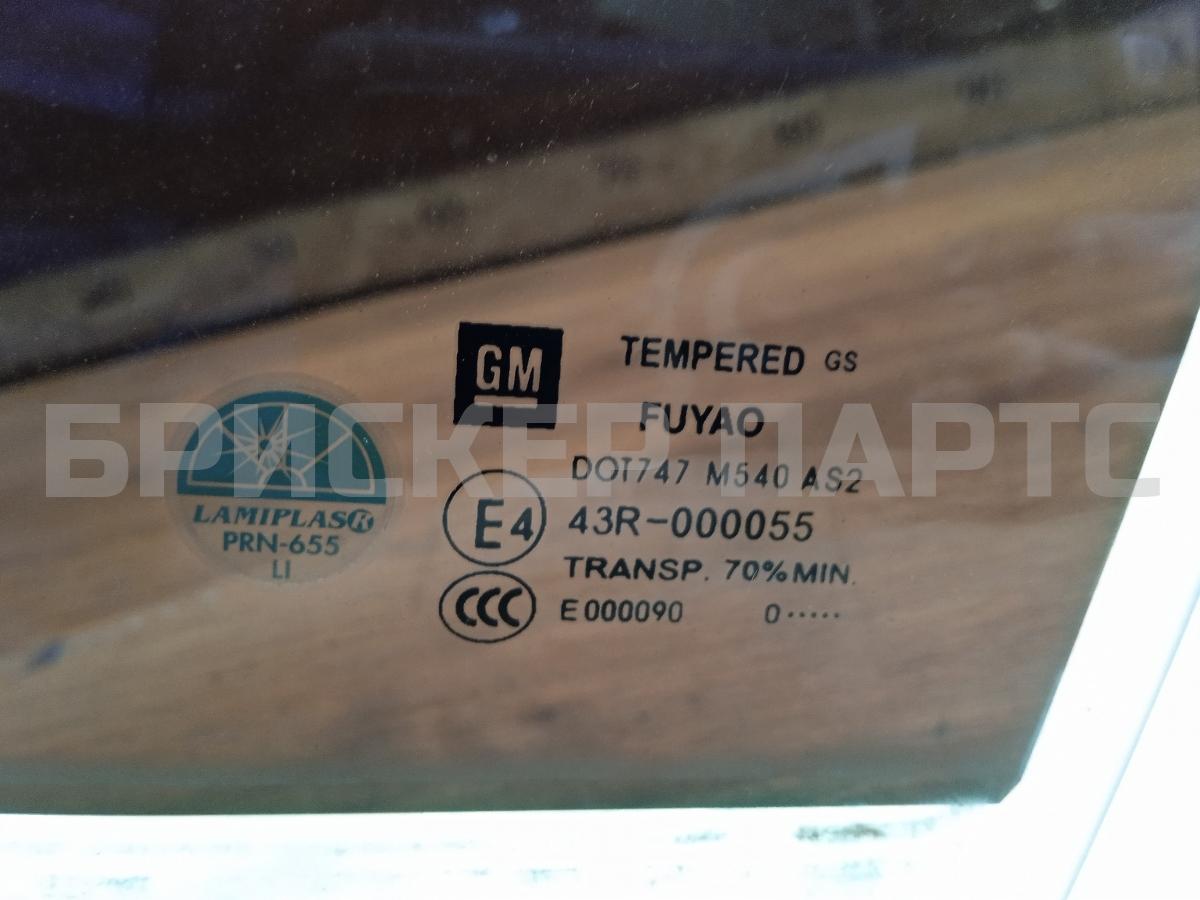 GM
TEMPERED GS
FUYAO
DOT747 M540 AS2
E4
43R-000055
TRANSP. 70%MIN.
CCC
E000090 0·····
LAMIPLAS®
PRN-655
LI
БРИСКЕР ПАРТС